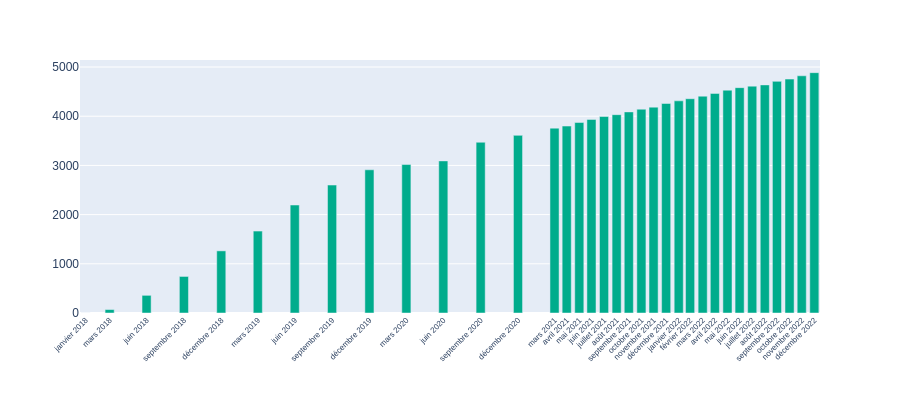 5000
4000
3000
2000
1000
0
janvier 2018
mars 2018
juin 2018
septembre 2018
décembre 2018
mars 2019
juin 2019
septembre 2019
décembre 2019
mars 2020
juin 2020
septembre 2020
décembre 2020
mars 2021
avril 2021
mai 2021
juin 2021
juillet 2021
août 2021
septembre 2021
octobre 2021
novembre 2021
décembre 2021
janvier 2022
février 2022
mars 2022
avril 2022
mai 2022
juin 2022
juillet 2022
août 2022
septembre 2022
octobre 2022
novembre 2022
décembre 2022